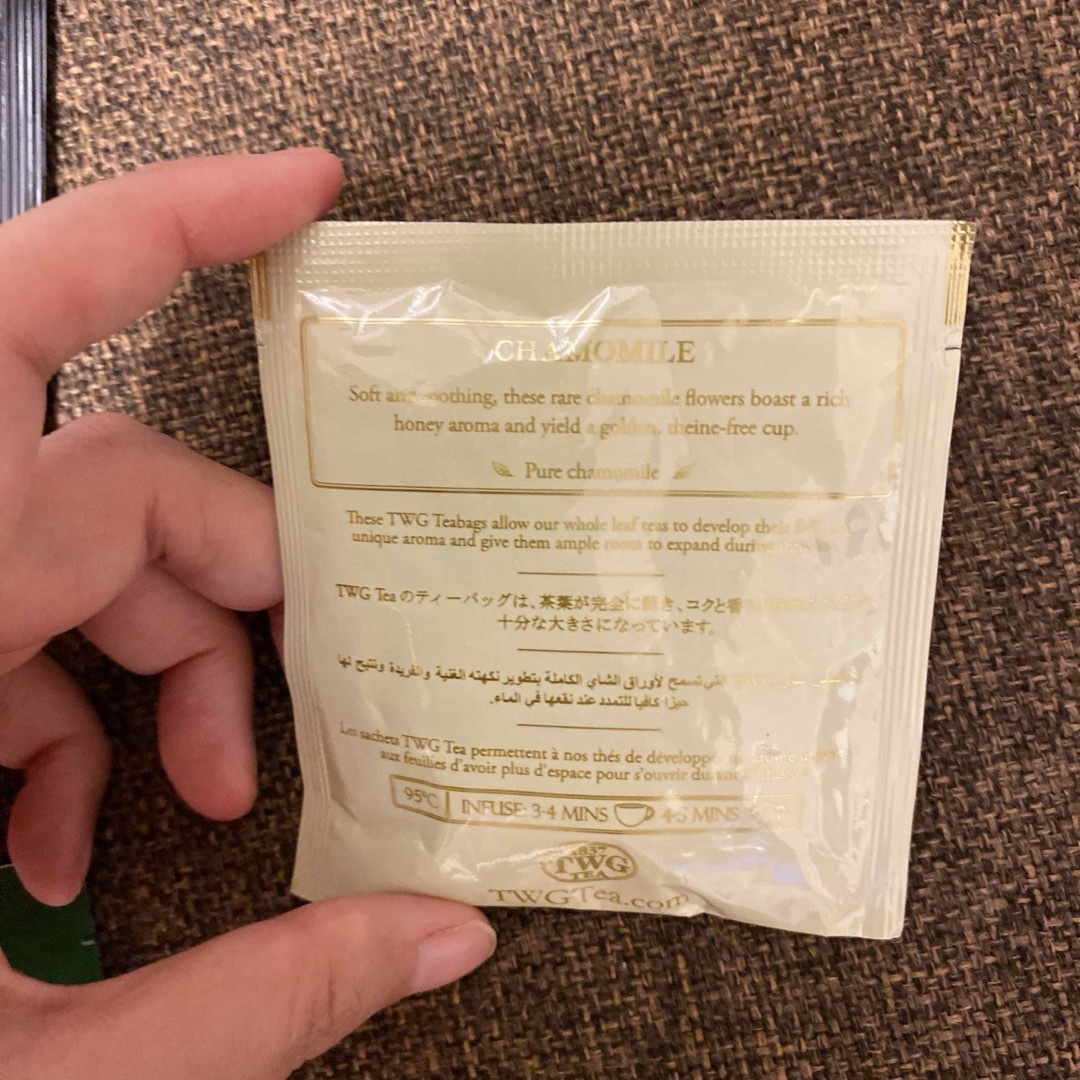 CHAMOMILE
Soft and soothing, these rare chamomile flowers boast a rich
honey aroma and yield a golden, theine-free cup.
Pure chamomile
These TWG Teabags allow our whole leaf teas to develop their
unique aroma and give them ample room to expand during
TWG Tea のティーバッグは、茶葉が完全に開き、コクと香
十分な大きさになっています。
التي تسمح لأوراق الشاي الكاملة بتطوير نكهته الغنية والفريدة وتتيح لها
حيزا كافيا للتمدد عند نقعها في الماء.
Les sachets TWG Tea permettent à nos thés de développer
aux feuilles d'avoir plus d'espace pour s'ouvrir durant
95°C INFUSE: 3-4 MINS 4-5 MINS
1837
TWG
TEA
TWGTea.com